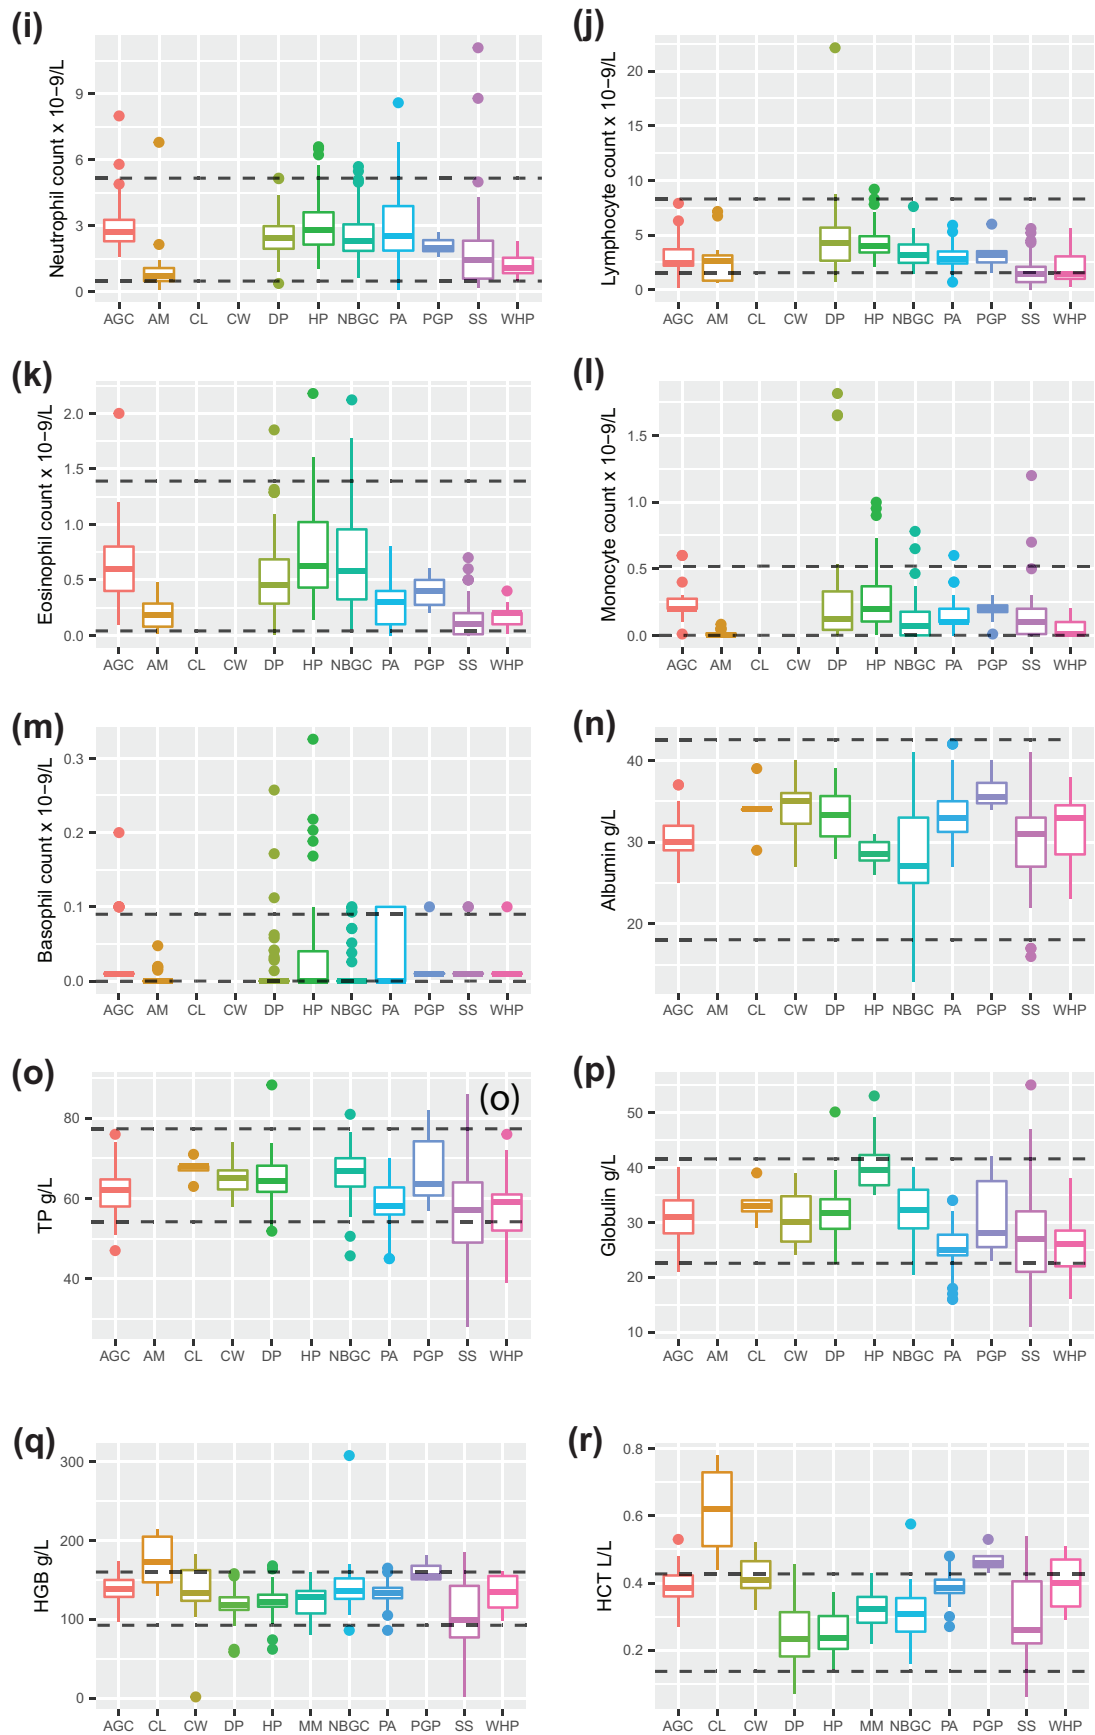 (i)
Neutrophil count x 10−9/L
9
6
3
0
AGC AM CL CW DP HP NBGC PA PGP SS WHP
(j)
Lymphocyte count x 10−9/L
20
15
10
5
0
AGC AM CL CW DP HP NBGC PA PGP SS WHP
(k)
Eosinophil count x 10−9/L
2.0
1.5
1.0
0.5
0.0
AGC AM CL CW DP HP NBGC PA PGP SS WHP
(l)
Monocyte count x 10−9/L
1.5
1.0
0.5
0.0
AGC AM CL CW DP HP NBGC PA PGP SS WHP
(m)
Basophil count x 10−9/L
0.3
0.2
0.1
0.0
AGC AM CL CW DP HP NBGC PA PGP SS WHP
(n)
Albumin g/L
40
30
20
AGC AM CL CW DP HP NBGC PA PGP SS WHP
(o)
(o)
TP g/L
80
60
40
AGC AM CL CW DP HP NBGC PA PGP SS WHP
(p)
Globulin g/L
50
40
30
20
10
AGC AM CL CW DP HP NBGC PA PGP SS WHP
(q)
HGB g/L
300
200
100
0
AGC CL CW DP HP MM NBGC PA PGP SS WHP
(r)
HCT L/L
0.8
0.6
0.4
0.2
AGC CL CW DP HP MM NBGC PA PGP SS WHP